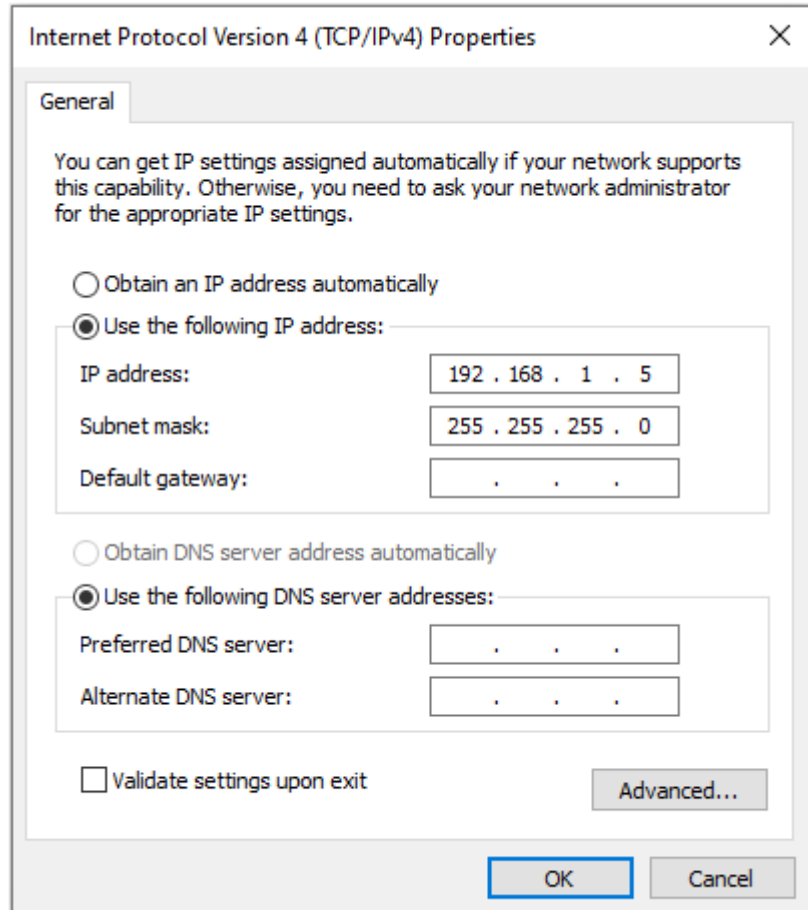 Internet Protocol Version 4 (TCP/IPv4) Properties
General
You can get IP settings assigned automatically if your network supports
this capability. Otherwise, you need to ask your network administrator
for the appropriate IP settings.
Obtain an IP address automatically
Use the following IP address:
IP address: 192 . 168 . 1 . 5
Subnet mask: 255 . 255 . 255 . 0
Default gateway: . . .
Obtain DNS server address automatically
Use the following DNS server addresses:
Preferred DNS server: . . .
Alternate DNS server: . . .
Validate settings upon exit
Advanced...
OK Cancel